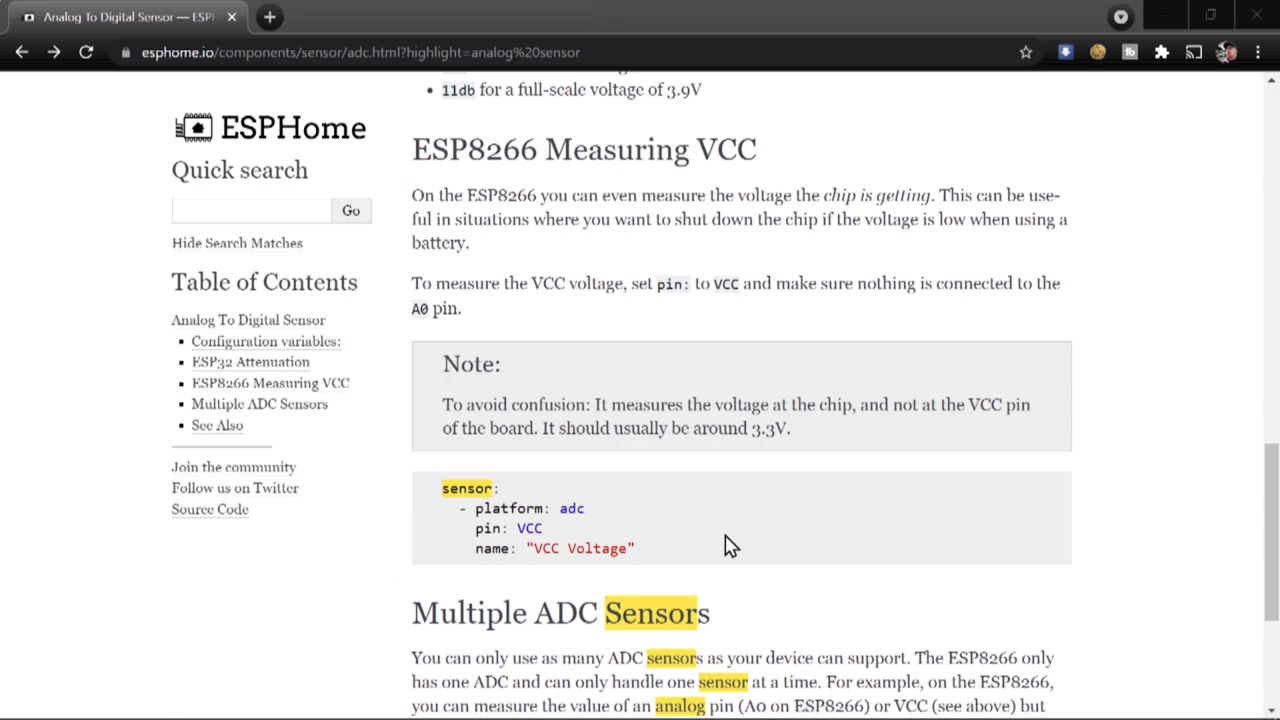 Analog To Digital Sensor — ESPH
esphome.io/components/sensor/adc.html?highlight=analog%20sensor
ESPHome
Quick search
Go
Hide Search Matches
Table of Contents
Analog To Digital Sensor
Configuration variables:
ESP32 Attenuation
ESP8266 Measuring VCC
Multiple ADC Sensors
See Also
Join the community
Follow us on Twitter
Source Code
• 11db for a full-scale voltage of 3.9V
ESP8266 Measuring VCC
On the ESP8266 you can even measure the voltage the chip is getting. This can be use-
ful in situations where you want to shut down the chip if the voltage is low when using a
battery.
To measure the VCC voltage, set pin: to VCC and make sure nothing is connected to the
A0 pin.
Note:
To avoid confusion: It measures the voltage at the chip, and not at the VCC pin
of the board. It should usually be around 3.3V.
sensor:
- platform: adc
pin: VCC
name: "VCC Voltage"
Multiple ADC Sensors
You can only use as many ADC sensors as your device can support. The ESP8266 only
has one ADC and can only handle one sensor at a time. For example, on the ESP8266,
you can measure the value of an analog pin (A0 on ESP8266) or VCC (see above) but